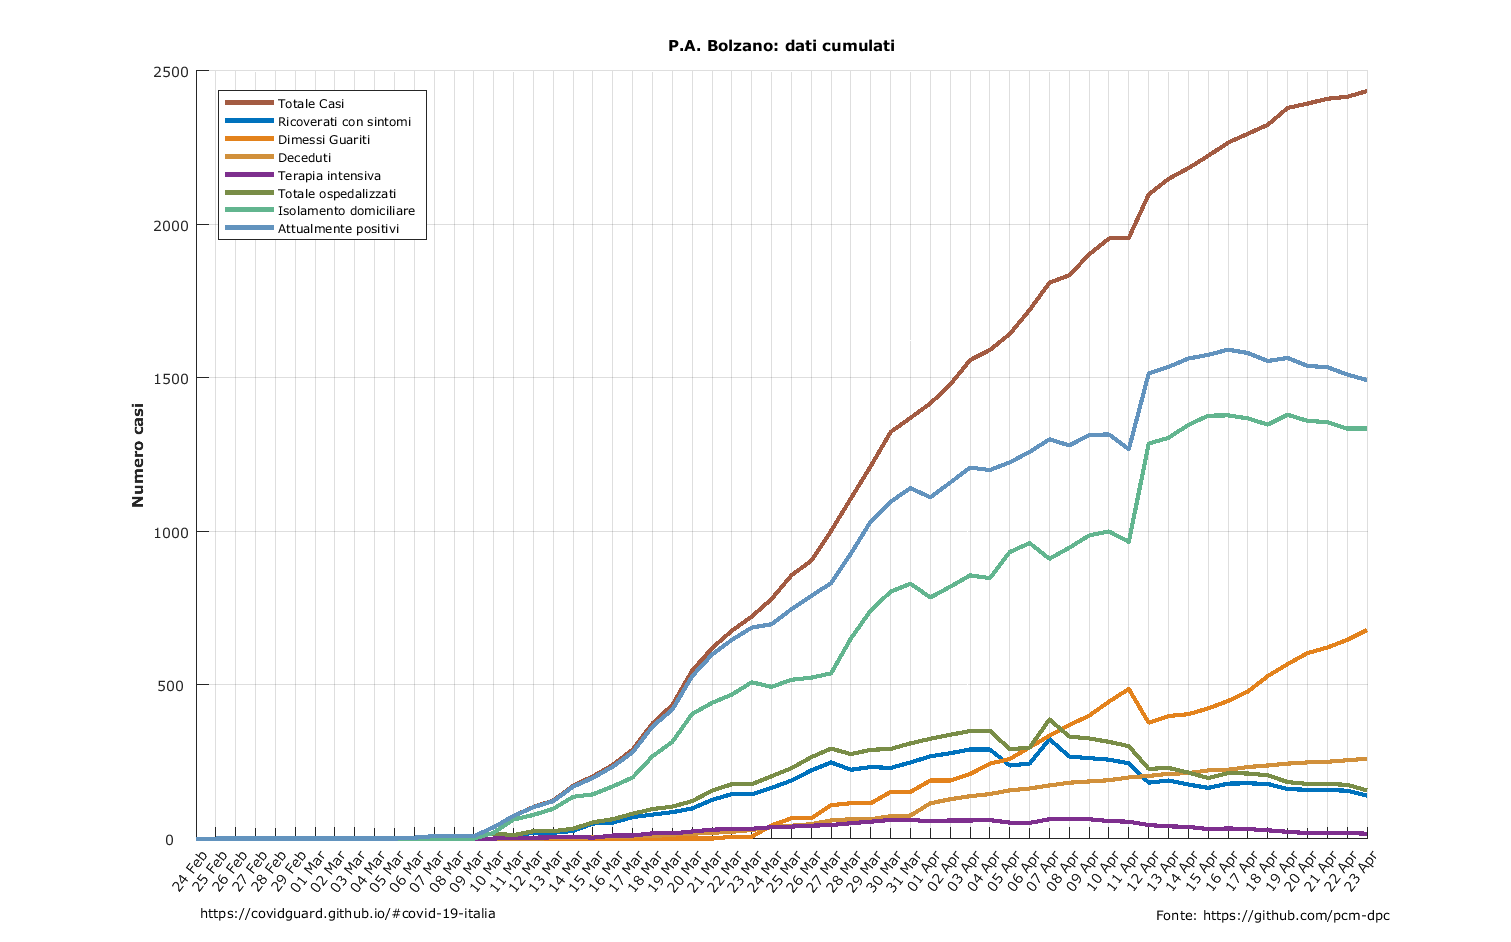 P.A. Bolzano: dati cumulati
Numero casi
2500
2000
1500
1000
500
0
Totale Casi
Ricoverati con sintomi
Dimessi Guariti
Deceduti
Terapia intensiva
Totale ospedalizzati
Isolamento domiciliare
Attualmente positivi
24 Feb
25 Feb
26 Feb
27 Feb
28 Feb
29 Feb
01 Mar
02 Mar
03 Mar
04 Mar
05 Mar
06 Mar
07 Mar
08 Mar
09 Mar
10 Mar
11 Mar
12 Mar
13 Mar
14 Mar
15 Mar
16 Mar
17 Mar
18 Mar
19 Mar
20 Mar
21 Mar
22 Mar
23 Mar
24 Mar
25 Mar
26 Mar
27 Mar
28 Mar
29 Mar
30 Mar
31 Mar
01 Apr
02 Apr
03 Apr
04 Apr
05 Apr
06 Apr
07 Apr
08 Apr
09 Apr
10 Apr
11 Apr
12 Apr
13 Apr
14 Apr
15 Apr
16 Apr
17 Apr
18 Apr
19 Apr
20 Apr
21 Apr
22 Apr
23 Apr
https://covidguard.github.io/#covid-19-italia
Fonte: https://github.com/pcm-dpc